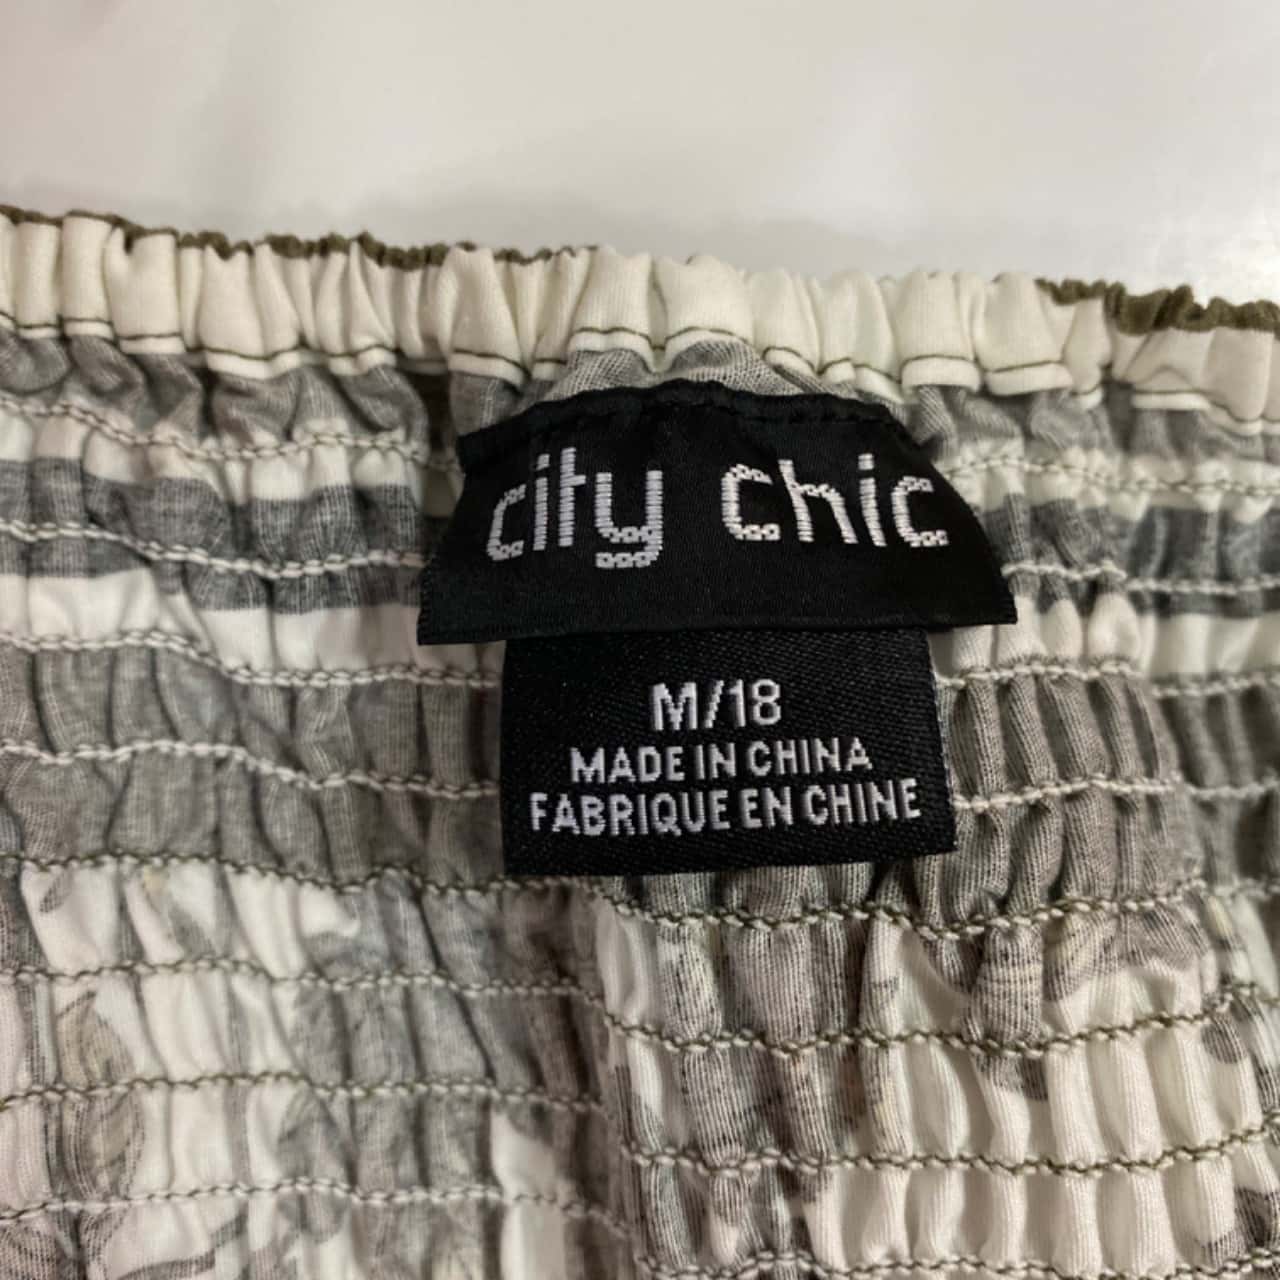 city chic
M/18
MADE IN CHINA
FABRIQUE EN CHINE